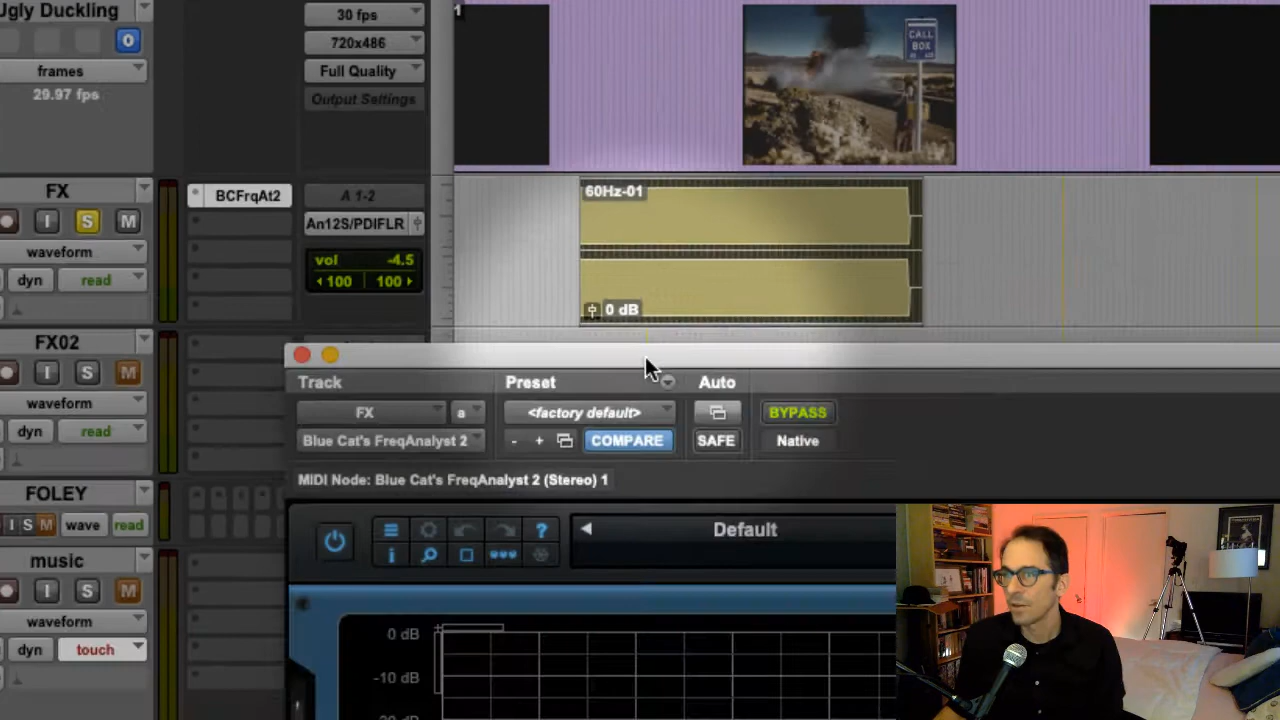 Ugly Duckling
0
frames
29.97 fps
30 fps
720x486
Full Quality
Output Settings
1
CALL
BOX
FX
I S M
waveform
dyn read
BCFrqAt2
A 1-2
An12S/PDIFLR
vol -4.5
100 100
60Hz-01
0 dB
FX02
I S M
waveform
dyn read
FOLEY
I S M wave read
music
I S M
waveform
dyn touch
Track
Preset
Auto
FX
a
<factory default>
BYPASS
Blue Cat's FreqAnalyst 2
- +
COMPARE
SAFE
Native
MIDI Node: Blue Cat's FreqAnalyst 2 (Stereo) 1
?
i
Default
0 dB
-10 dB